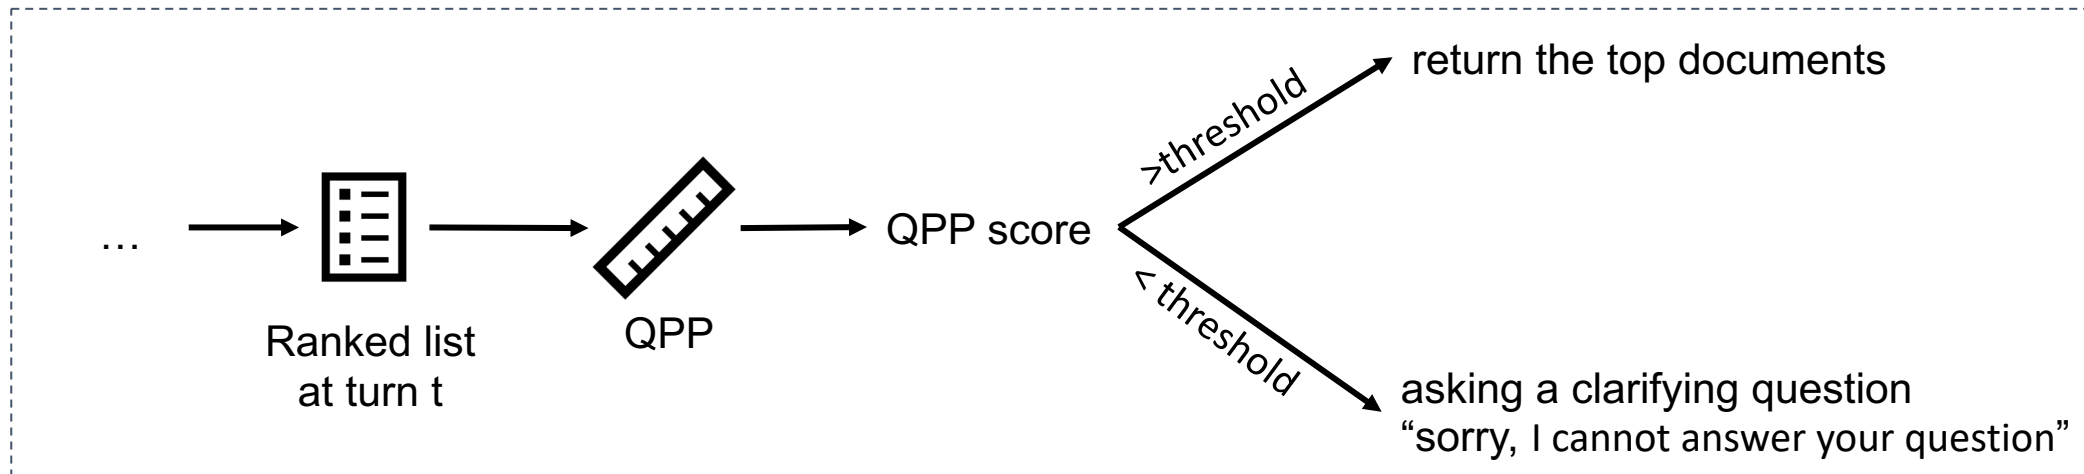 return the top documents
>threshold
…
QPP score
< threshold
QPP
Ranked list
at turn t
asking a clarifying question
“sorry, I cannot answer your question”